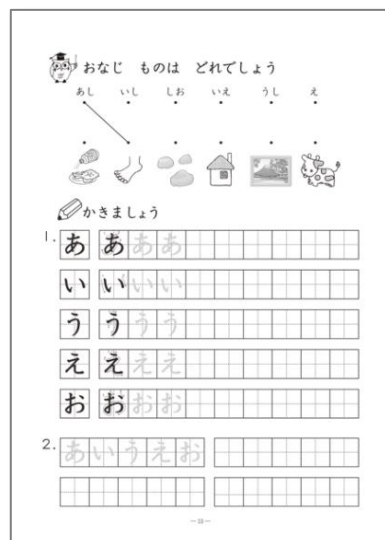 おなじ ものは どれでしょう
あし いし しお いえ うし え
かきましょう
1. あ あ あ あ
い い い い
う う う う
え え え え
お お お お
2. あいうえお